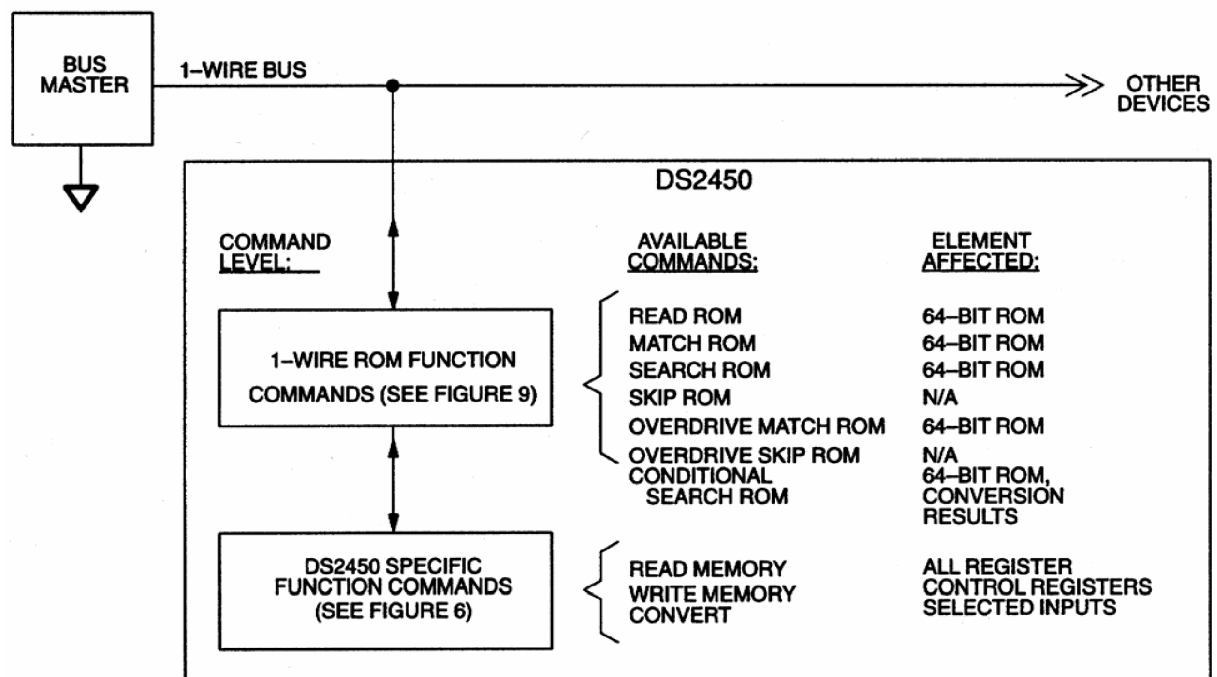 BUS
MASTER
1–WIRE BUS
OTHER
DEVICES
DS2450
COMMAND
LEVEL:
AVAILABLE
COMMANDS:
ELEMENT
AFFECTED:
1–WIRE ROM FUNCTION
COMMANDS (SEE FIGURE 9)
READ ROM 64–BIT ROM
MATCH ROM 64–BIT ROM
SEARCH ROM 64–BIT ROM
SKIP ROM N/A
OVERDRIVE MATCH ROM 64–BIT ROM
OVERDRIVE SKIP ROM N/A
CONDITIONAL 64–BIT ROM,
SEARCH ROM CONVERSION
RESULTS
DS2450 SPECIFIC
FUNCTION COMMANDS
(SEE FIGURE 6)
READ MEMORY ALL REGISTER
WRITE MEMORY CONTROL REGISTERS
CONVERT SELECTED INPUTS